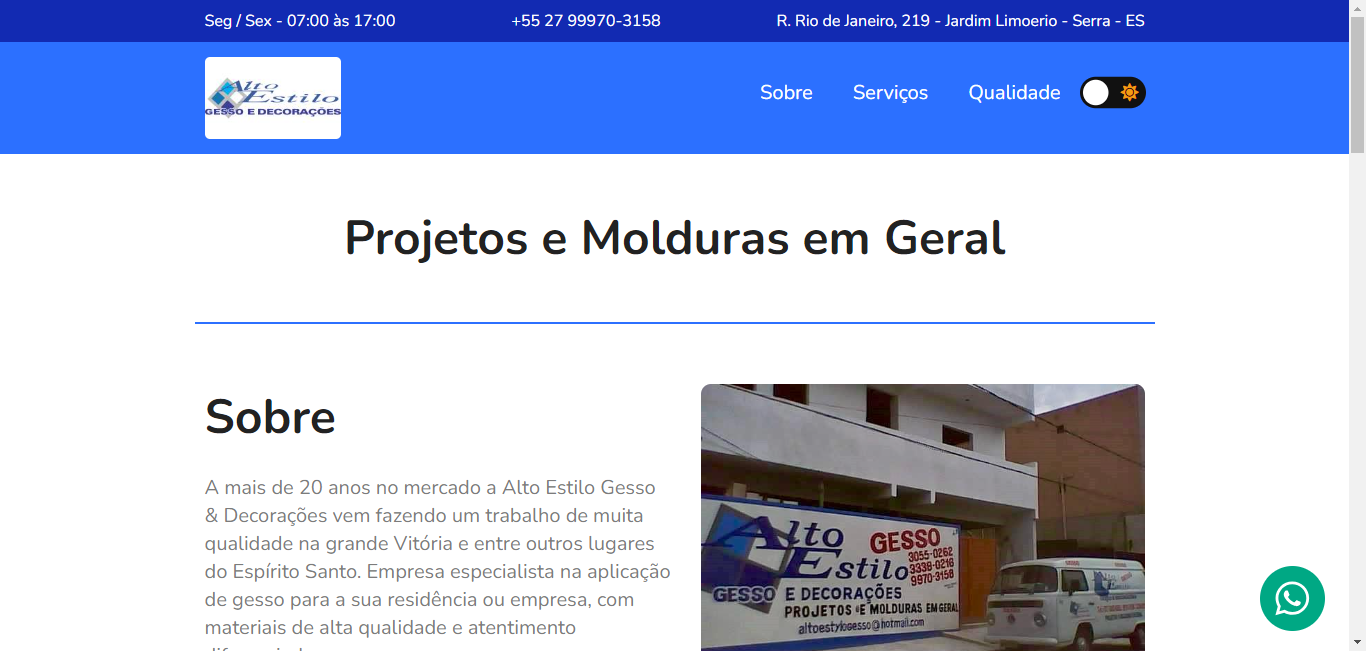 Seg / Sex - 07:00 às 17:00
+55 27 99970-3158
R. Rio de Janeiro, 219 - Jardim Limoerio - Serra - ES
Alto
Estilo
GESSO E DECORAÇÕES
Sobre
Serviços
Qualidade
Projetos e Molduras em Geral
Sobre
A mais de 20 anos no mercado a Alto Estilo Gesso
& Decorações vem fazendo um trabalho de muita
qualidade na grande Vitória e entre outros lugares
do Espírito Santo. Empresa especialista na aplicação
de gesso para a sua residência ou empresa, com
materiais de alta qualidade e atendimento
Alto
Estilo
GESSO E DECORAÇÕES
GESSO
3055-0262
3338-0216
9970-3158
PROJETOS E MOLDURAS EM GERAL
altoestylogesso@hotmail.com